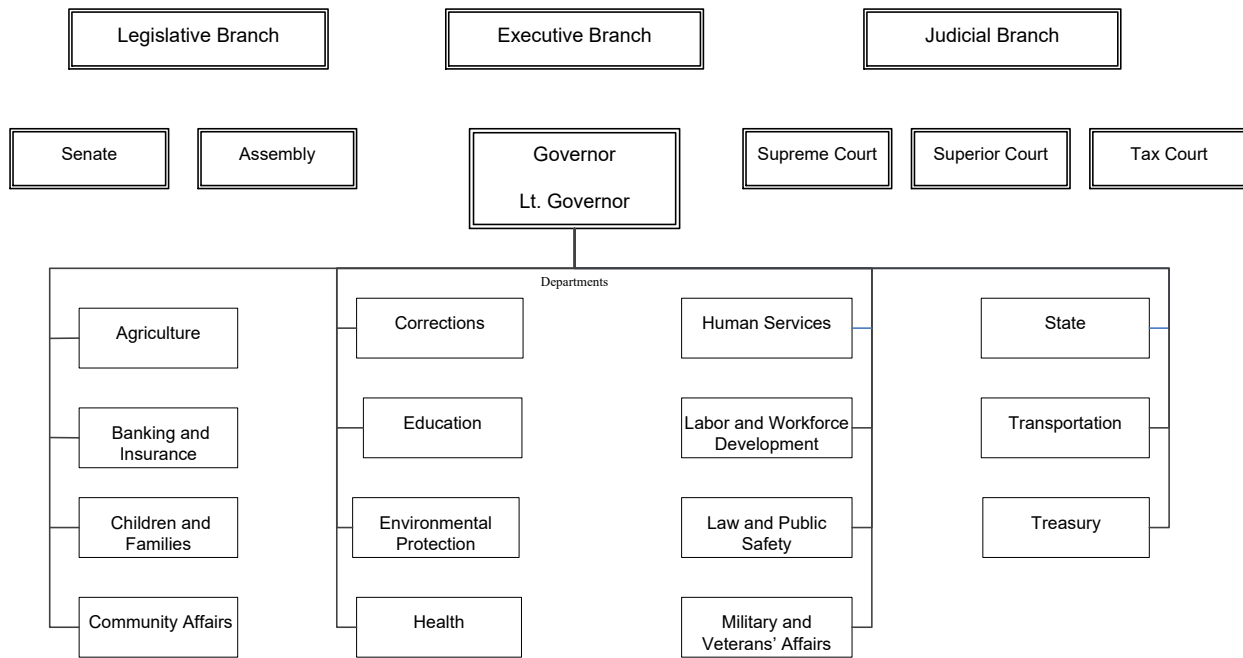 Legislative Branch
Executive Branch
Judicial Branch
Senate
Assembly
Governor
Lt. Governor
Supreme Court
Superior Court
Tax Court
Departments
Agriculture
Banking and
Insurance
Children and
Families
Community Affairs
Corrections
Education
Environmental
Protection
Health
Human Services
Labor and Workforce
Development
Law and Public
Safety
Military and
Veterans’ Affairs
State
Transportation
Treasury